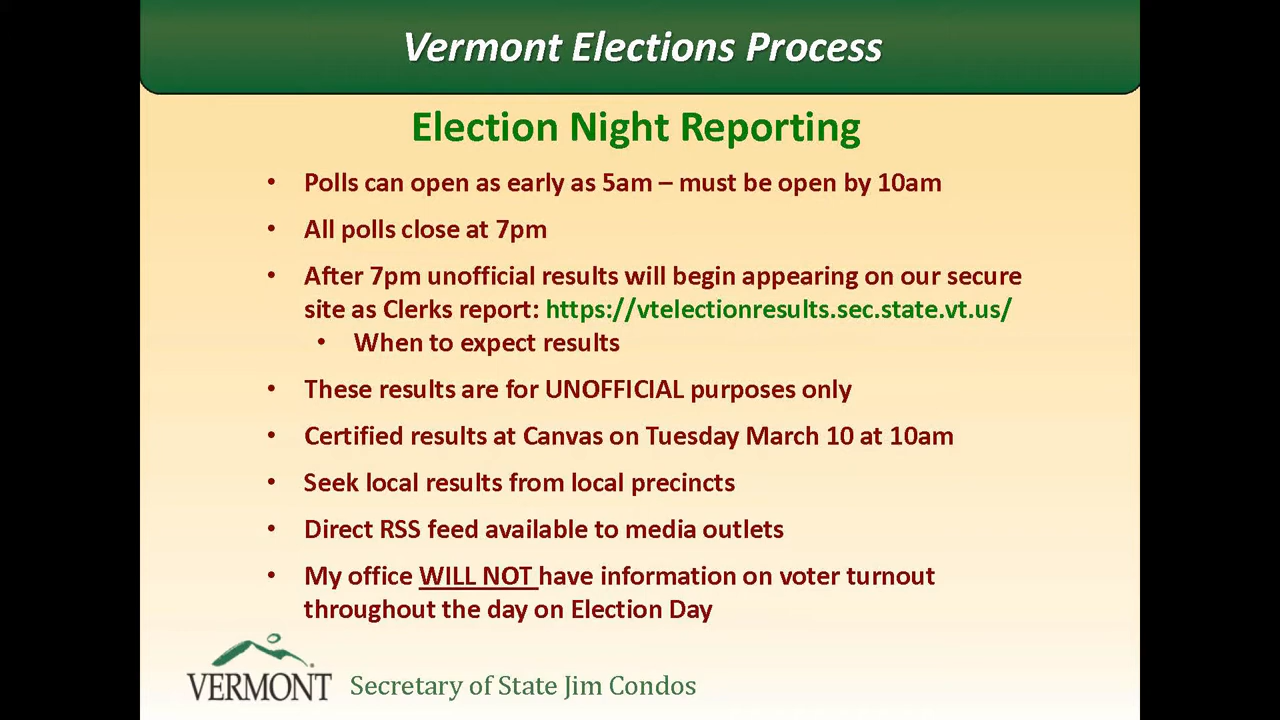 Vermont Elections Process
Election Night Reporting
• Polls can open as early as 5am – must be open by 10am
• All polls close at 7pm
• After 7pm unofficial results will begin appearing on our secure
site as Clerks report: https://vtelectionresults.sec.state.vt.us/
• When to expect results
• These results are for UNOFFICIAL purposes only
• Certified results at Canvas on Tuesday March 10 at 10am
• Seek local results from local precincts
• Direct RSS feed available to media outlets
• My office WILL NOT have information on voter turnout
throughout the day on Election Day
VERMONT Secretary of State Jim Condos